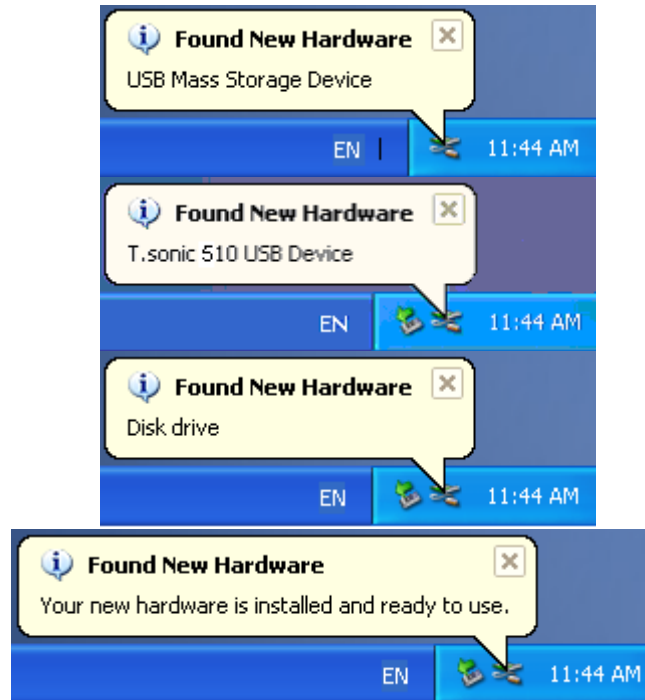 Found New Hardware
USB Mass Storage Device
EN
11:44 AM
Found New Hardware
T.sonic 510 USB Device
EN
11:44 AM
Found New Hardware
Disk drive
EN
11:44 AM
Found New Hardware
Your new hardware is installed and ready to use.
EN
11:44 AM